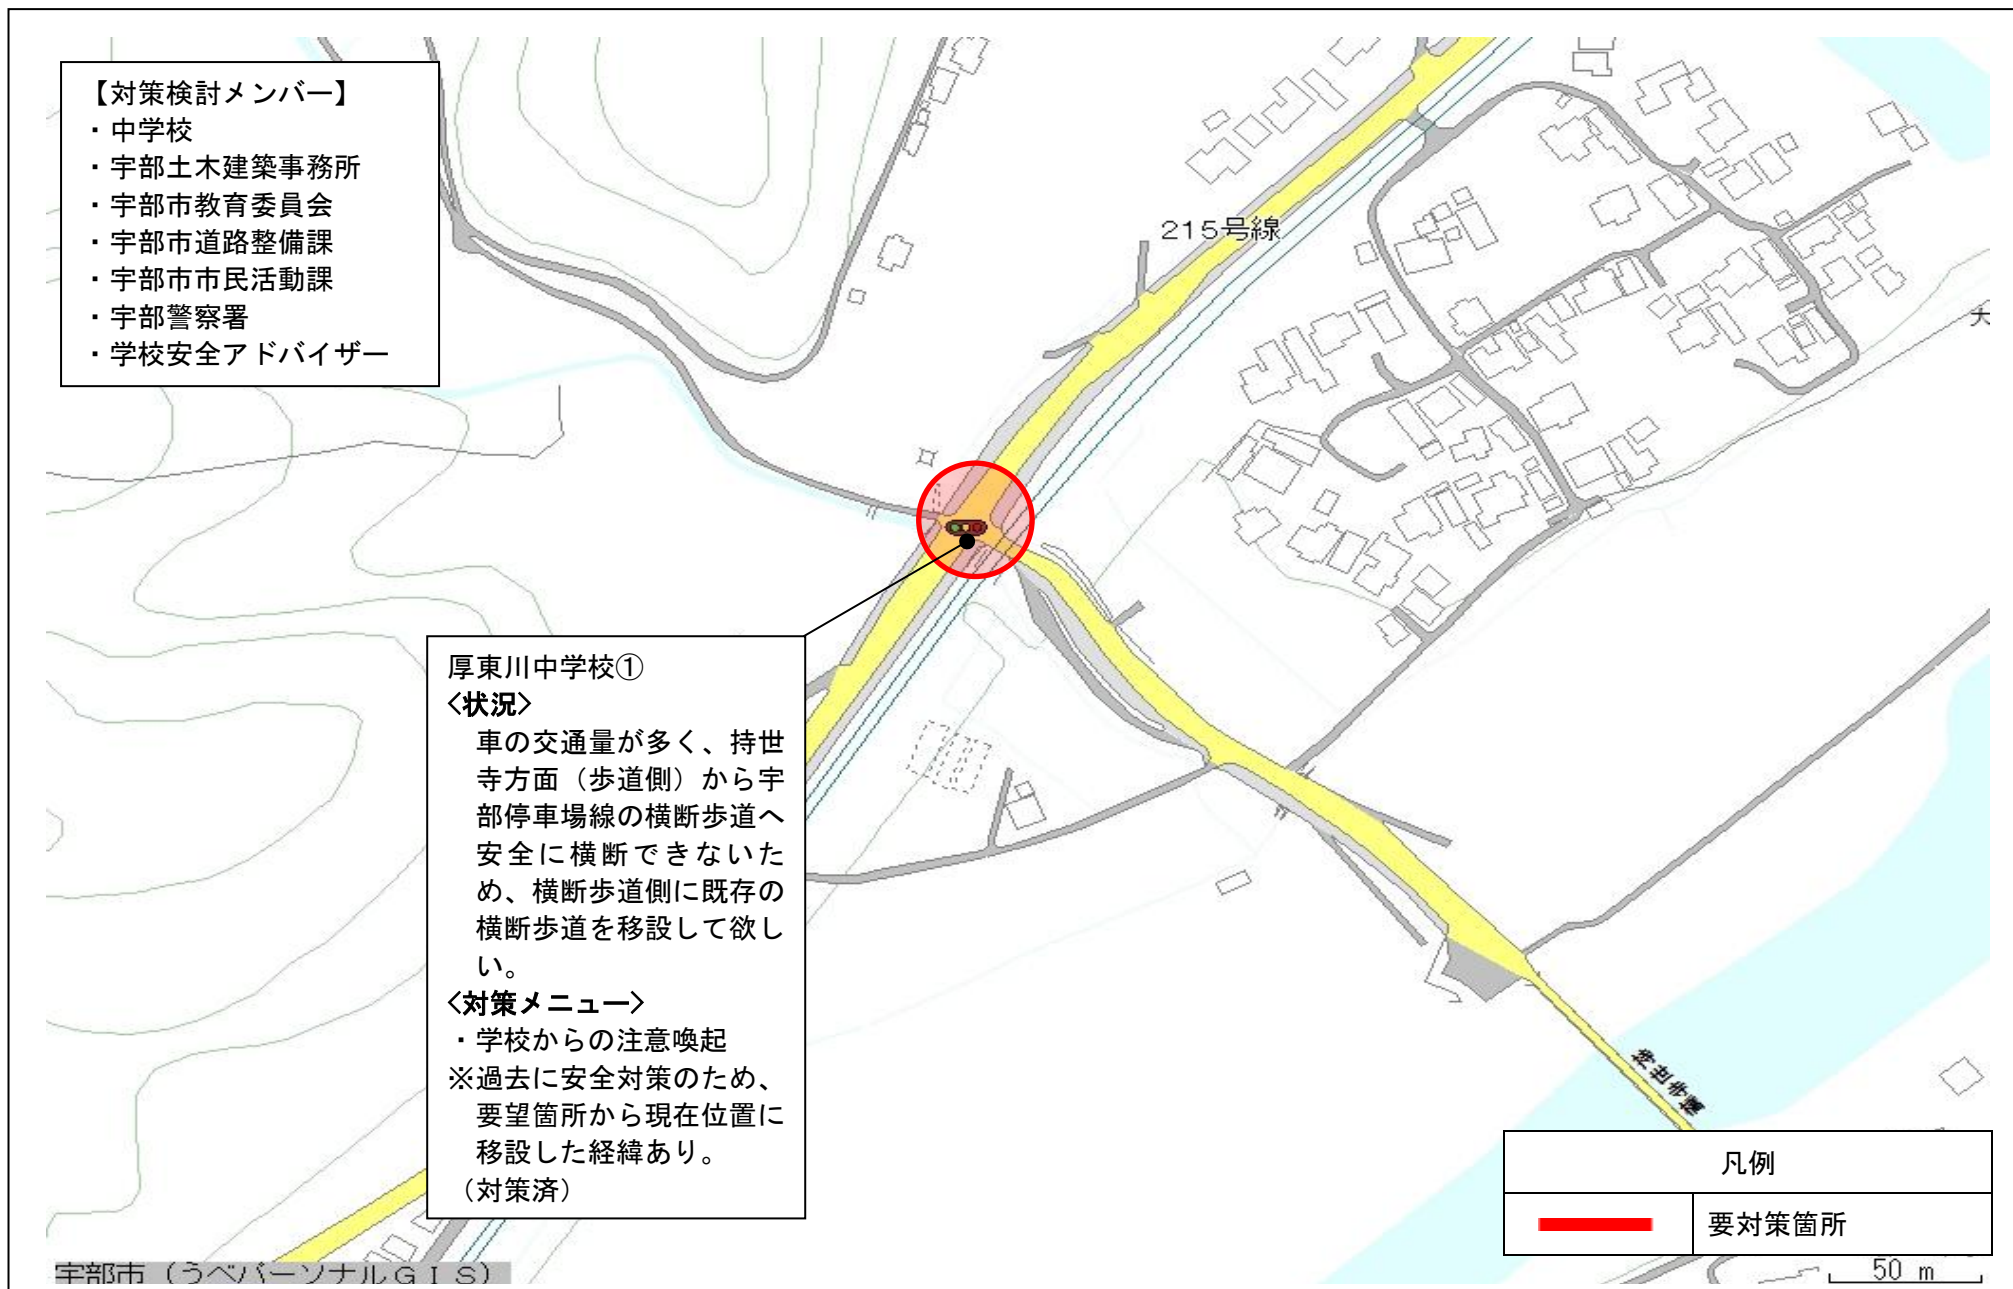 【対策検討メンバー】
・中学校
・宇部土木建築事務所
・宇部市教育委員会
・宇部市道路整備課
・宇部市市民活動課
・宇部警察署
・学校安全アドバイザー
215号線
大
厚東川中学校①
<状況>
車の交通量が多く、持世
寺方面（歩道側）から宇
部停車場線の横断歩道へ
安全に横断できないた
め、横断歩道側に既存の
横断歩道を移設して欲し
い。
<対策メニュー>
・学校からの注意喚起
※過去に安全対策のため、
要望箇所から現在位置に
移設した経緯あり。
（対策済）
持世寺橋
凡例
要対策箇所
50 m
宇部市（うべパーソナルＧＩＳ）